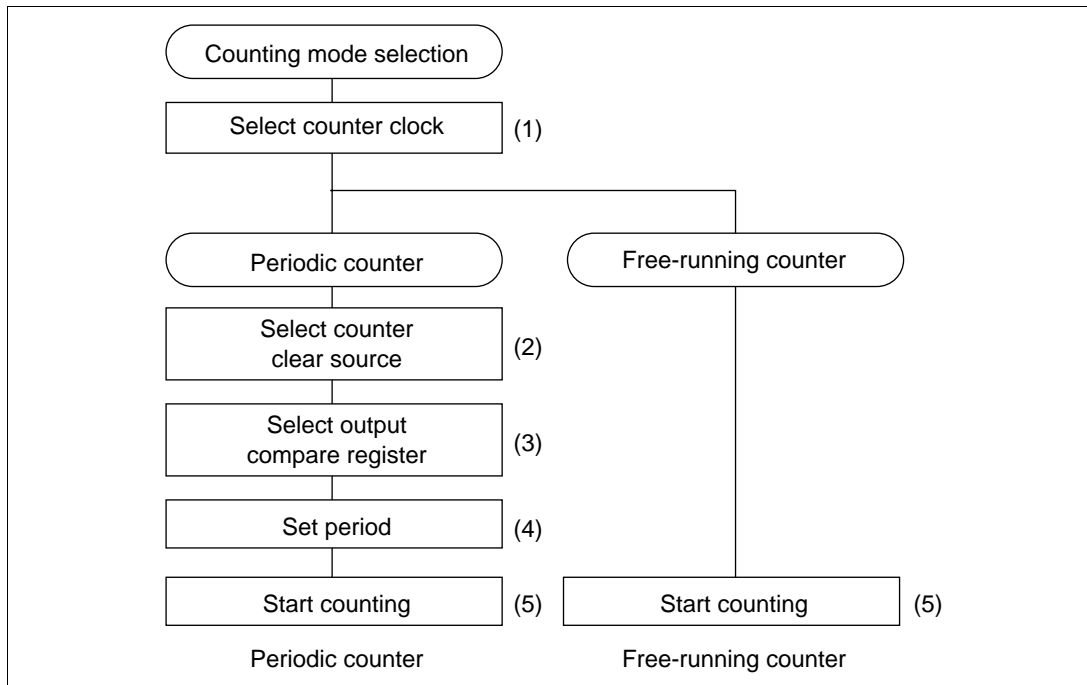 Counting mode selection
Select counter clock
(1)
Periodic counter
Free-running counter
Select counter
clear source
(2)
Select output
compare register
(3)
Set period
(4)
Start counting
(5)
Start counting
(5)
Periodic counter
Free-running counter